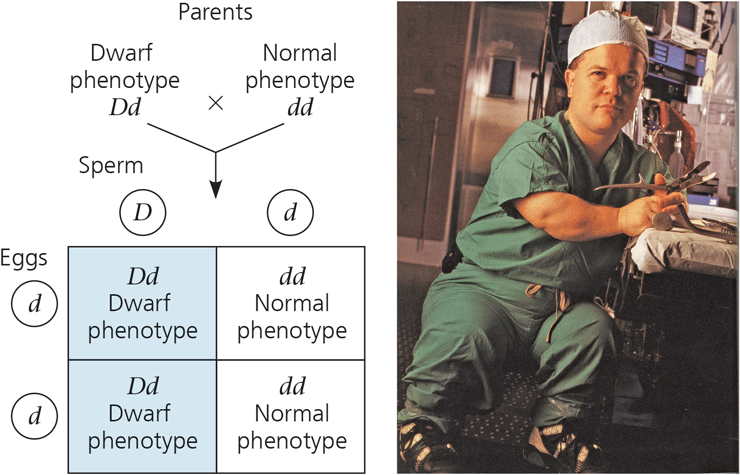 Parents
Dwarf
phenotype
Dd
×
Normal
phenotype
dd
Sperm
D
d
Eggs
d
Dd
Dwarf
phenotype
dd
Normal
phenotype
d
Dd
Dwarf
phenotype
dd
Normal
phenotype